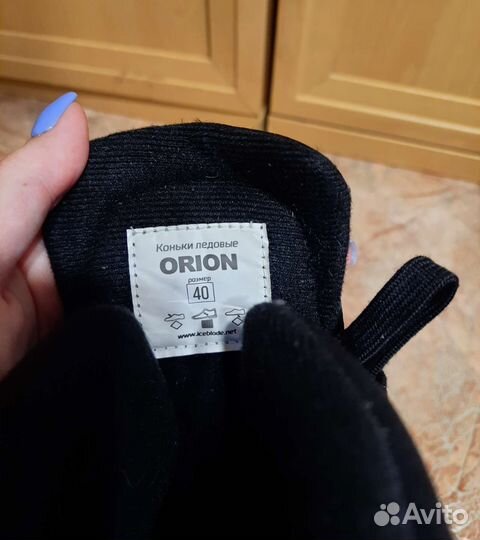 Коньки ледовые
ORION
размер
40
www.iceblade.net
Avito